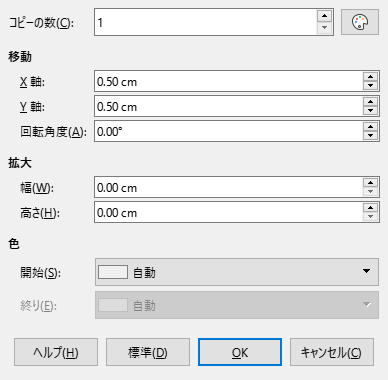 コピーの数(C): 1
移動
X 軸: 0.50 cm
Y 軸: 0.50 cm
回転角度(A): 0.00°
拡大
幅(W): 0.00 cm
高さ(H): 0.00 cm
色
開始(S): 自動
終り(E): 自動
ヘルプ(H) 標準(D) OK キャンセル(C)